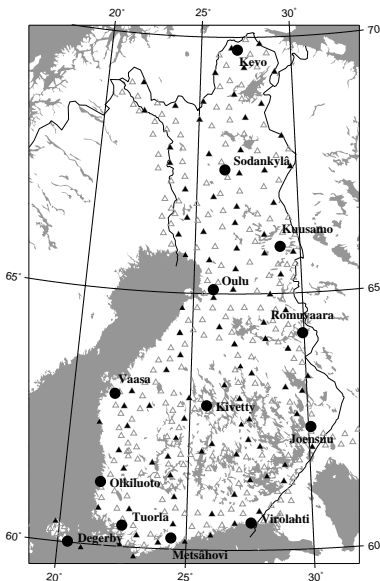 20° 25° 30°
70
Kevo
Sodankylä
Kuusamo
65° 65
Oulu
Romuvaara
Vaasa
Kivetty
Joensuu
Olkiluoto
Tuorla Virolahti
60° Degerby 60
Metsähovi
20° 25° 30°